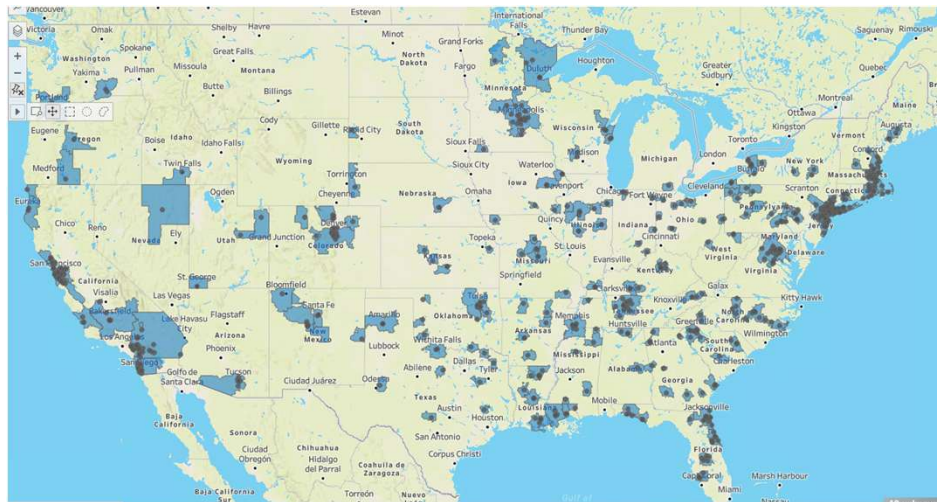 Vancouver
Victoria
Omak
Shelby
Havre
Estevan
International
Falls
Thunder Bay
Saguenay
Rimouski
Spokane
Great Falls
Minot
Grand Forks
Washington
Yakima
Pullman
Missoula
Montana
North
Dakota
Fargo
Duluth
Houghton
Greater
Sudbury
Quebec
Butte
Billings
Minnesota
Montreal
Maine
Portland
Ottawa
Eugene
Oregon
Boise
Idaho
Idaho Falls
Cody
Gillette
Rapid City
South
Dakota
Wisconsin
Kingston
Vermont
Augusta
Medford
Twin Falls
Wyoming
Sioux Falls
Sioux City
Waterloo
Madison
Michigan
London
Toronto
New York
Concord
Massachusetts
Eureka
Ogden
Torrington
Cheyenne
Nebraska
Omaha
Iowa
Davenport
Chicago
Fort Wayne
Cleveland
Buffalo
Scranton
Connecticut
Chico
Reno
Nevada
Ely
Utah
Grand Junction
Denver
Colorado
Topeka
Quincy
Illinois
Indiana
Ohio
Pennsylvania
Jersey
San Francisco
California
Visalia
St. George
Kansas
Missouri
St. Louis
Evansville
Cincinnati
Kentucky
West
Virginia
Maryland
Delaware
Virginia
Las Vegas
Bloomfield
Springfield
Bakersfield
Lake Havasu
City
Flagstaff
Santa Fe
New
Mexico
Amarillo
Oklahoma
Tulsa
Arkansas
Clarksville
Knoxville
Galax
Kitty Hawk
Los Angeles
Arizona
Phoenix
Lubbock
Wichita Falls
Memphis
Huntsville
Greenville
Wilmington
San Diego
Golfo de
Santa Clara
Tucson
Ciudad Juárez
Odessa
Abilene
Dallas
Tyler
Mississippi
Jackson
Atlanta
South
Carolina
Charleston
Texas
Georgia
Baja
California
Sonora
Chihuahua
Austin
Houston
Louisiana
Mobile
Jacksonville
Ciudad
Obregón
Hidalgo
del Parral
Coahuila de
Zaragoza
San Antonio
Corpus Christi
Florida
Cape Coral
Marsh Harbour
Miami
Baja California
Sur
Torreón
Nuevo
Gulf of
Nassau